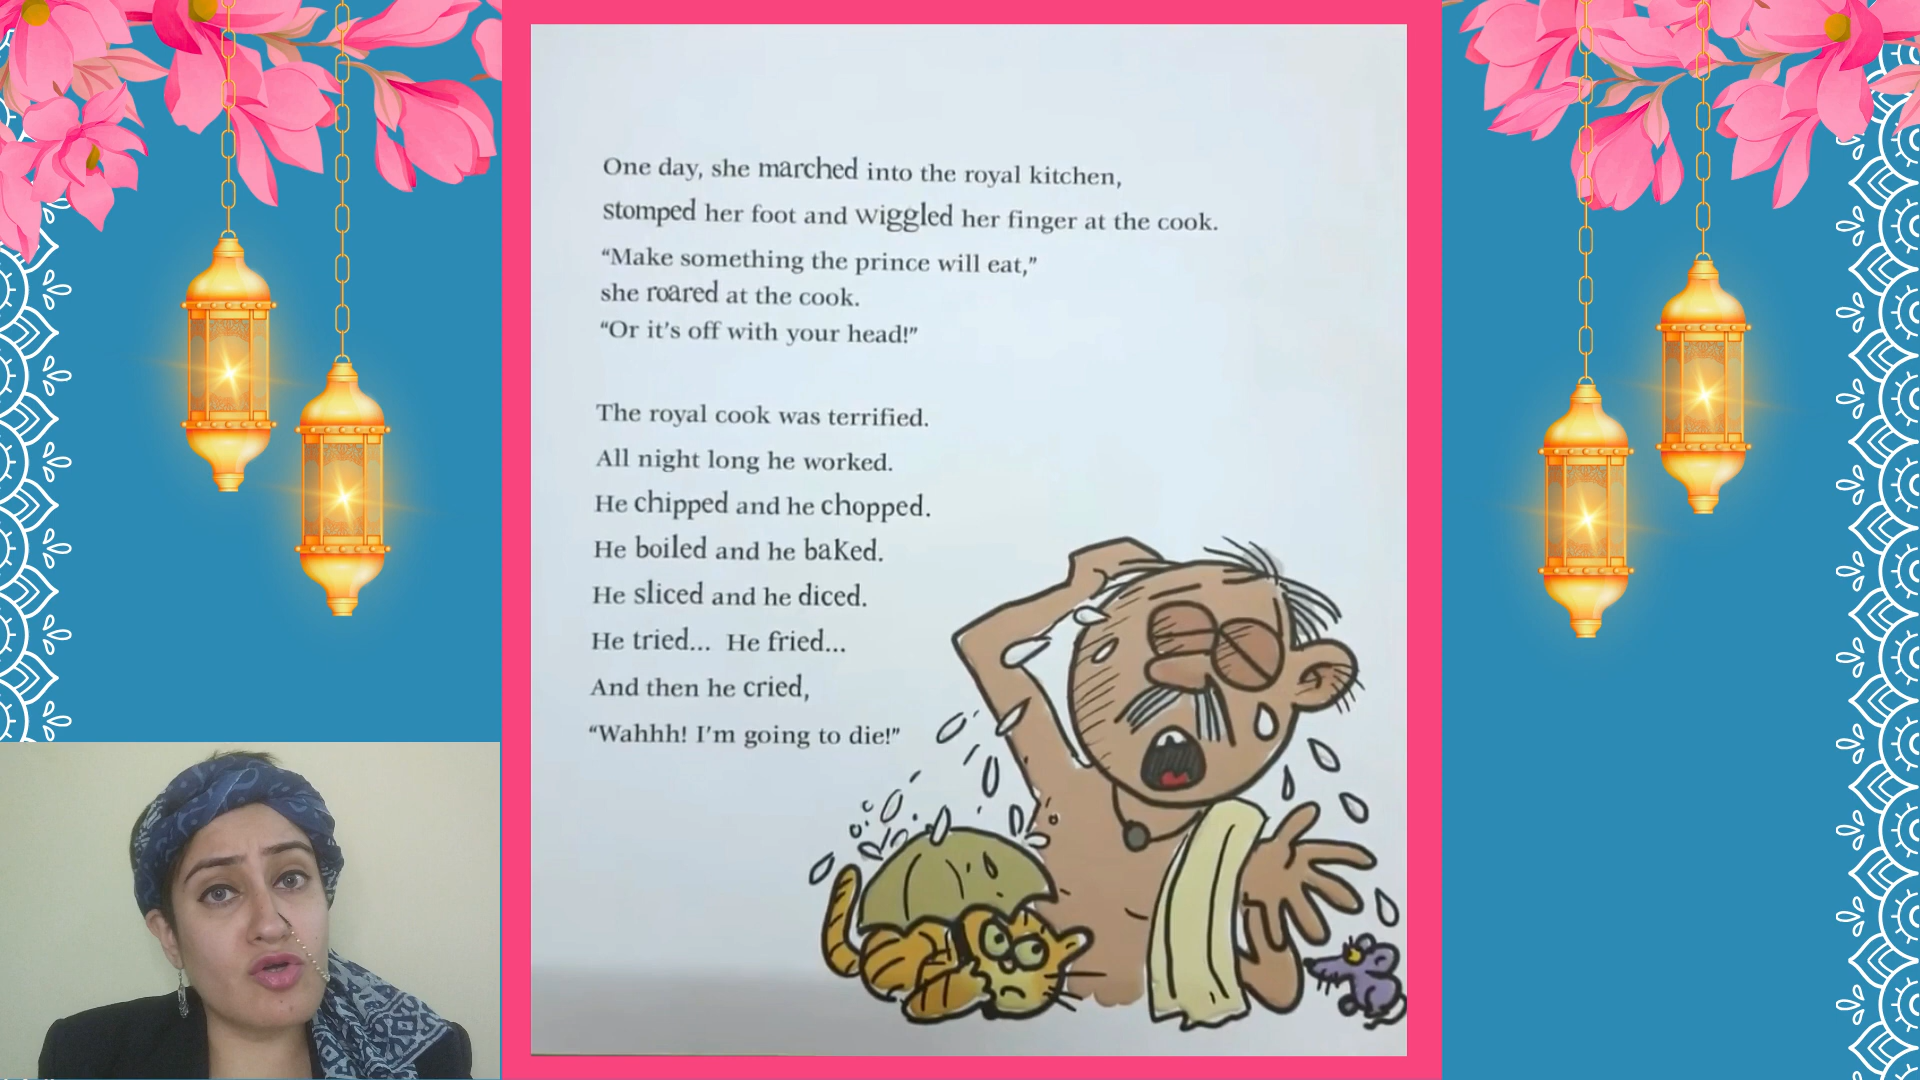 One day, she marched into the royal kitchen,
stomped her foot and wiggled her finger at the cook.
“Make something the prince will eat,”
she roared at the cook.
“Or it’s off with your head!”
The royal cook was terrified.
All night long he worked.
He chipped and he chopped.
He boiled and he baked.
He sliced and he diced.
He tried... He fried...
And then he cried,
“Wahhh! I’m going to die!”